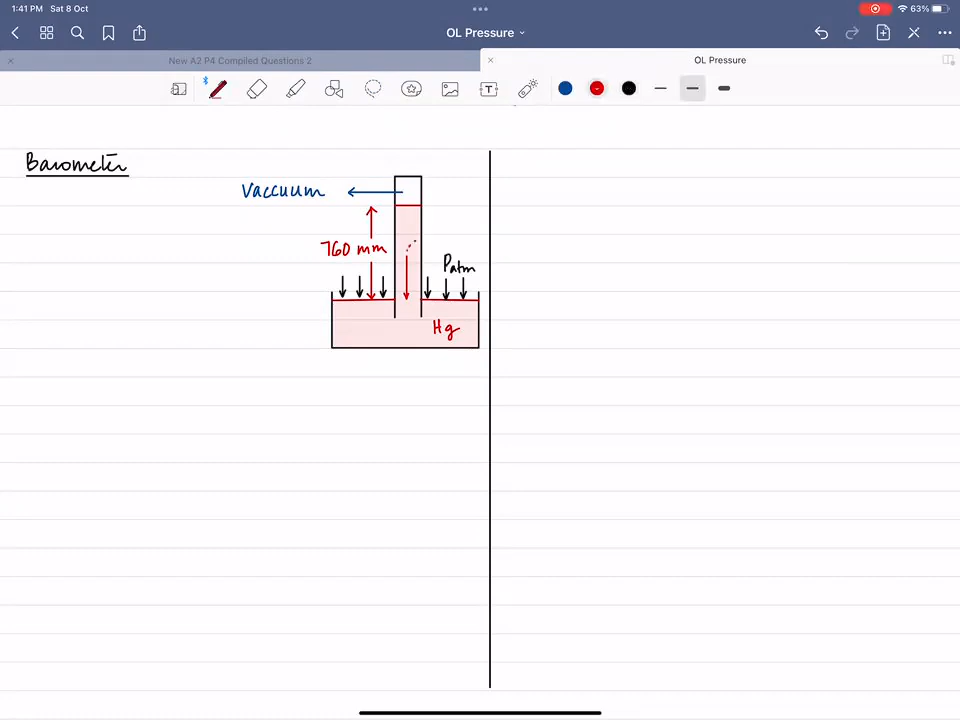 1:41 PM Sat 8 Oct
63%
OL Pressure
New A2 P4 Compiled Questions 2
OL Pressure
T
Barometer
Vaccuum
760 mm
Patm
Hg